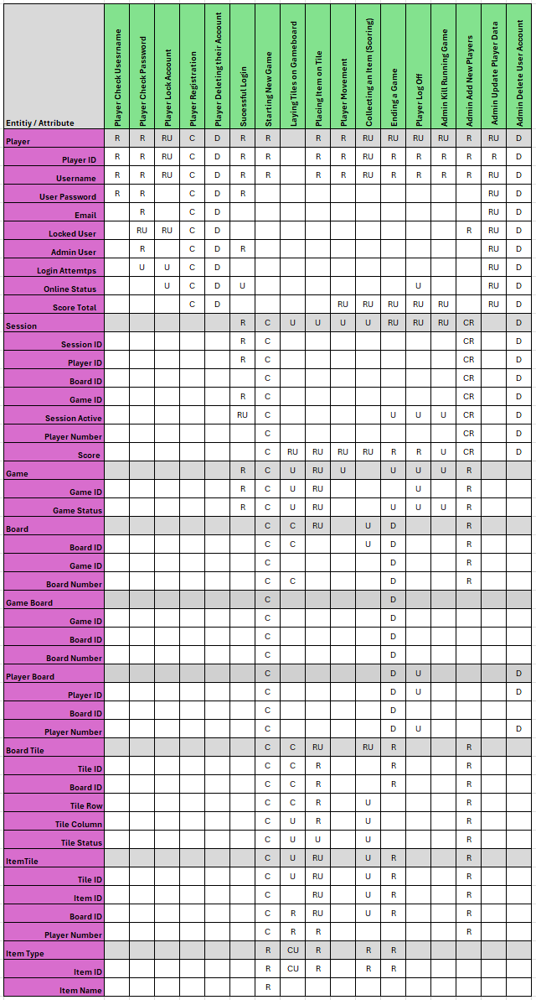 Entitiy / Attribute Player Check Usesrname Player Check Password Player Lock Account Player Registration Player Deleting their Account Sucessful Login Starting New Game Laying Tiles on Gameboard Placing Item on Tile Player Movement Collecting an Item (Scoring) Ending a Game Player Log Off Admin Kill Running Game Admin Add New Players Admin Update Player Data Admin Delete User Account
Player R R RU C D R R R R RU RU RU RU R RU D
Player ID R R RU C D R R R R RU R R R R R D
Username R R RU C D R R R R RU R R R R RU D
User Password R R C D R RU D
Email R C D RU D
Locked User RU RU C D R RU D
Admin User R C D R RU D
Login Attemtps U U C D RU D
Online Status U C D U U RU D
Score Total C D RU RU RU RU RU RU D
Session R C U U U U RU RU RU CR D
Session ID R C CR D
Player ID R C CR D
Board ID C CR D
Game ID R C CR D
Session Active RU C U U U CR D
Player Number C CR D
Score C RU RU RU RU R R U CR D
Game R C U RU U U U U R
Game ID R C U RU U R
Game Status R C U RU U U U R
Board C C RU U D R
Board ID C C U D R
Game ID C D R
Board Number C C D R
Game Board C D
Game ID C D
Board ID C D
Board Number C D
Player Board C D U D
Player ID C D U D
Board ID C D
Player Number C D U D
Board Tile C C RU RU R R
Tile ID C C R R R
Board ID C C R R R
Tile Row C C R U R
Tile Column C U R U R
Tile Status C U U U R
ItemTile C U RU U R R
Tile ID C U RU U R R
Item ID C RU U R R
Board ID C R RU U R R
Player Number C R R R
Item Type R CU R R R
Item ID R CU R R R
Item Name R